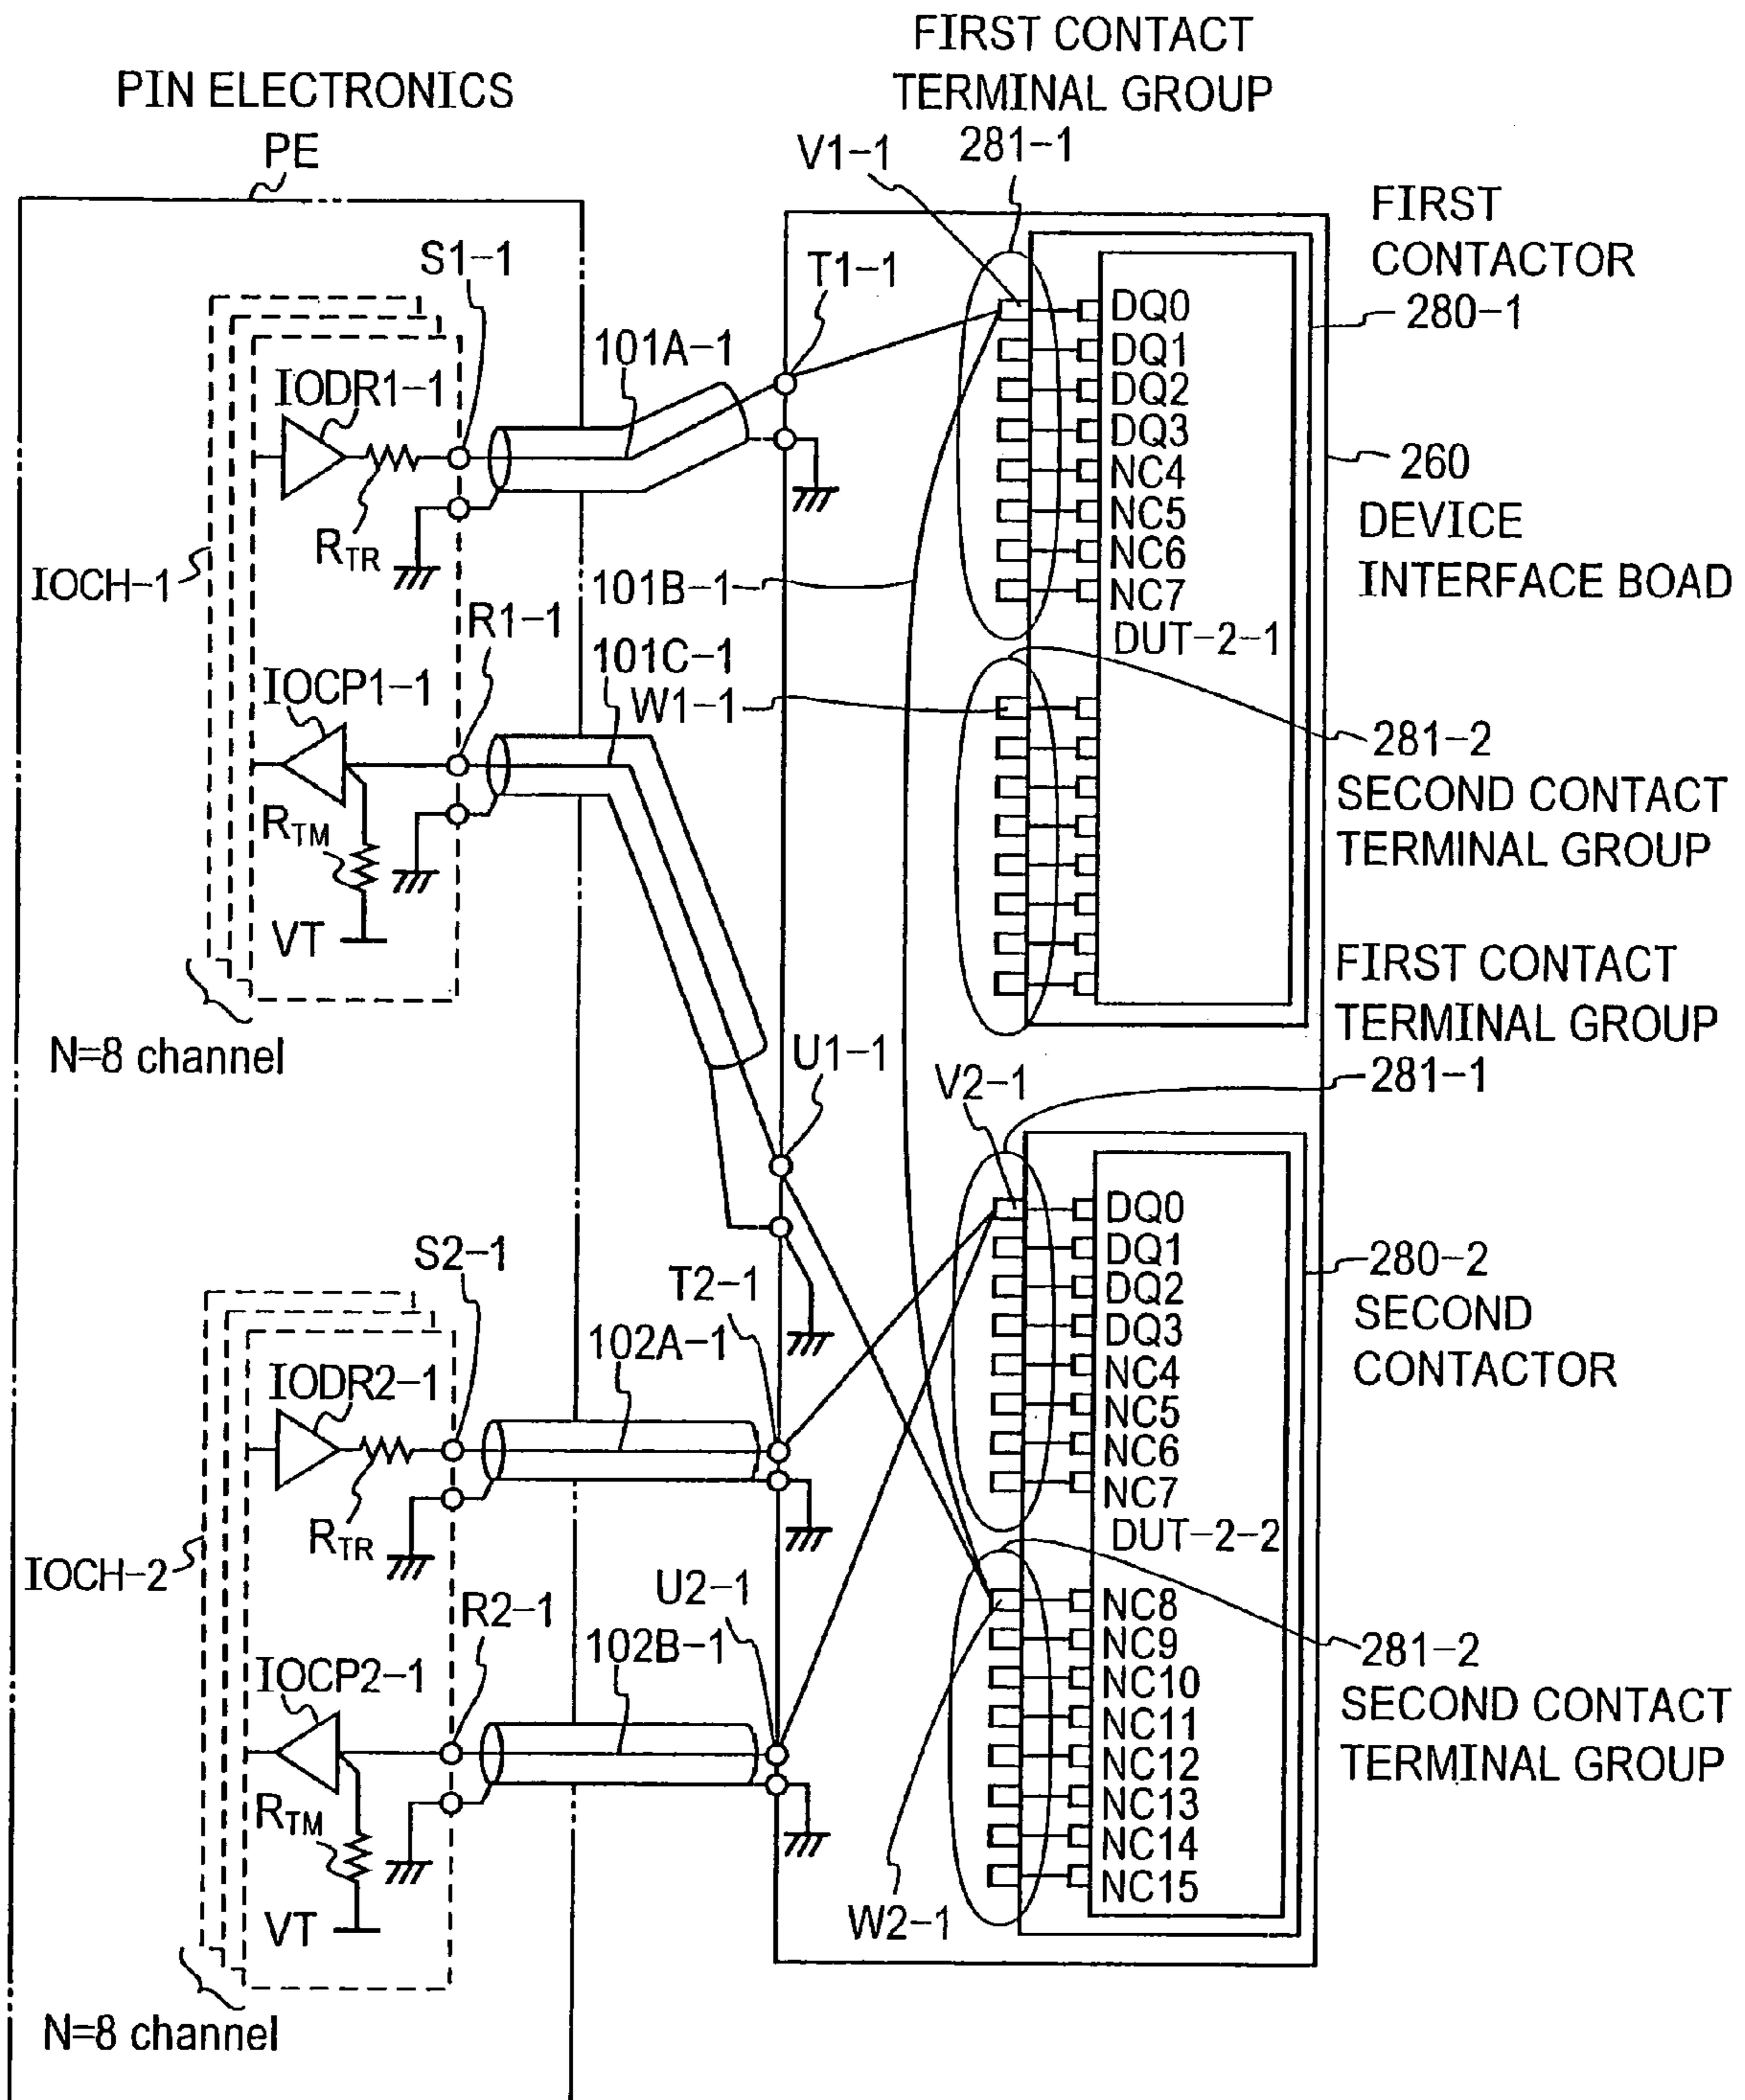 PIN ELECTRONICS
PE
FIRST CONTACT
TERMINAL GROUP
281-1
V1-1
T1-1
S1-1
101A-1
IODR1-1
RTR
IOCH-1
101B-1
R1-1
101C-1
W1-1
IOCP1-1
RTM
VT
N=8 channel
FIRST
CONTACTOR
280-1
DQ0
DQ1
DQ2
DQ3
NC4
NC5
NC6
NC7
DUT-2-1
260
DEVICE
INTERFACE BOAD
281-2
SECOND CONTACT
TERMINAL GROUP
FIRST CONTACT
TERMINAL GROUP
281-1
U1-1
V2-1
S2-1
T2-1
102A-1
IODR2-1
RTR
IOCH-2
U2-1
R2-1
102B-1
IOCP2-1
RTM
VT
N=8 channel
DQ0
DQ1
DQ2
DQ3
NC4
NC5
NC6
NC7
DUT-2-2
280-2
SECOND
CONTACTOR
NC8
NC9
NC10
NC11
NC12
NC13
NC14
NC15
281-2
SECOND CONTACT
TERMINAL GROUP
W2-1